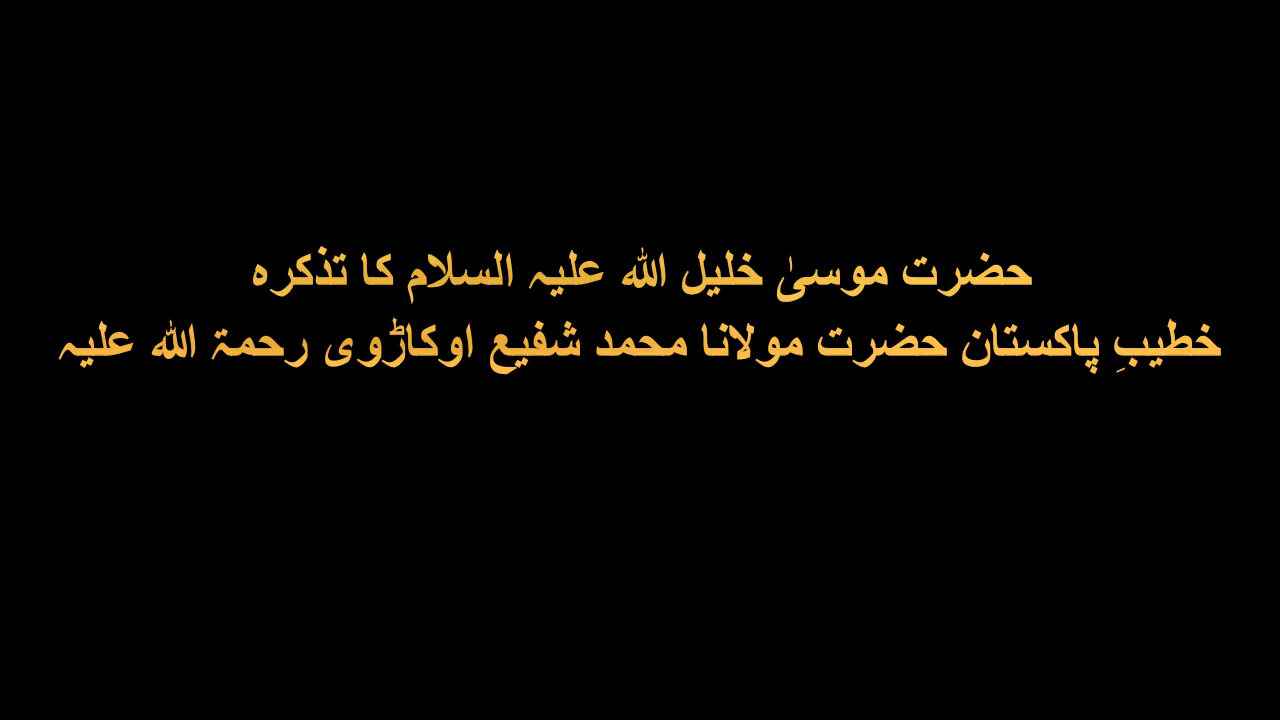 حضرت موسیٰ خلیل اللہ علیہ السلام کا تذکرہ
خطیبِ پاکستان حضرت مولانا محمد شفیع اوکاڑوی رحمۃ اللہ علیہ